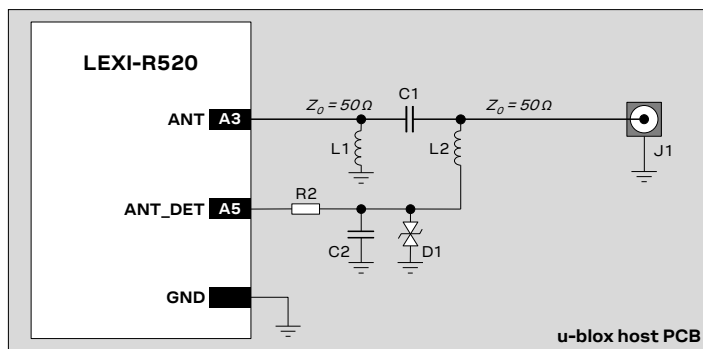 LEXI-R520
ANT A3
Z₀ = 50 Ω
C1
Z₀ = 50 Ω
L1
L2
J1
R2
ANT_DET A5
C2
D1
GND
u-blox host PCB